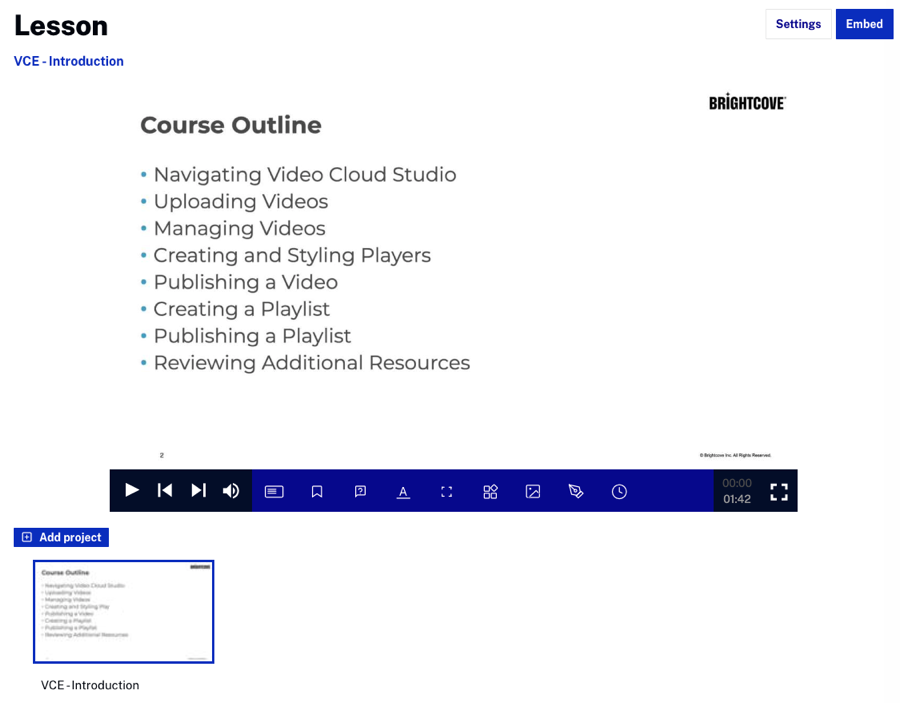 Lesson
Settings
Embed
VCE - Introduction
BRIGHTCOVE
Course Outline
• Navigating Video Cloud Studio
• Uploading Videos
• Managing Videos
• Creating and Styling Players
• Publishing a Video
• Creating a Playlist
• Publishing a Playlist
• Reviewing Additional Resources
2
© Brightcove Inc. All Rights Reserved.
A
00:00
01:42
Add project
Course Outline
BRIGHTCOVE
• Navigating Video Cloud Studio
• Uploading Videos
• Managing Videos
• Creating and Styling Play
• Publishing a Video
• Creating a Playlist
• Publishing a Playlist
• Reviewing Additional Resources
VCE - Introduction